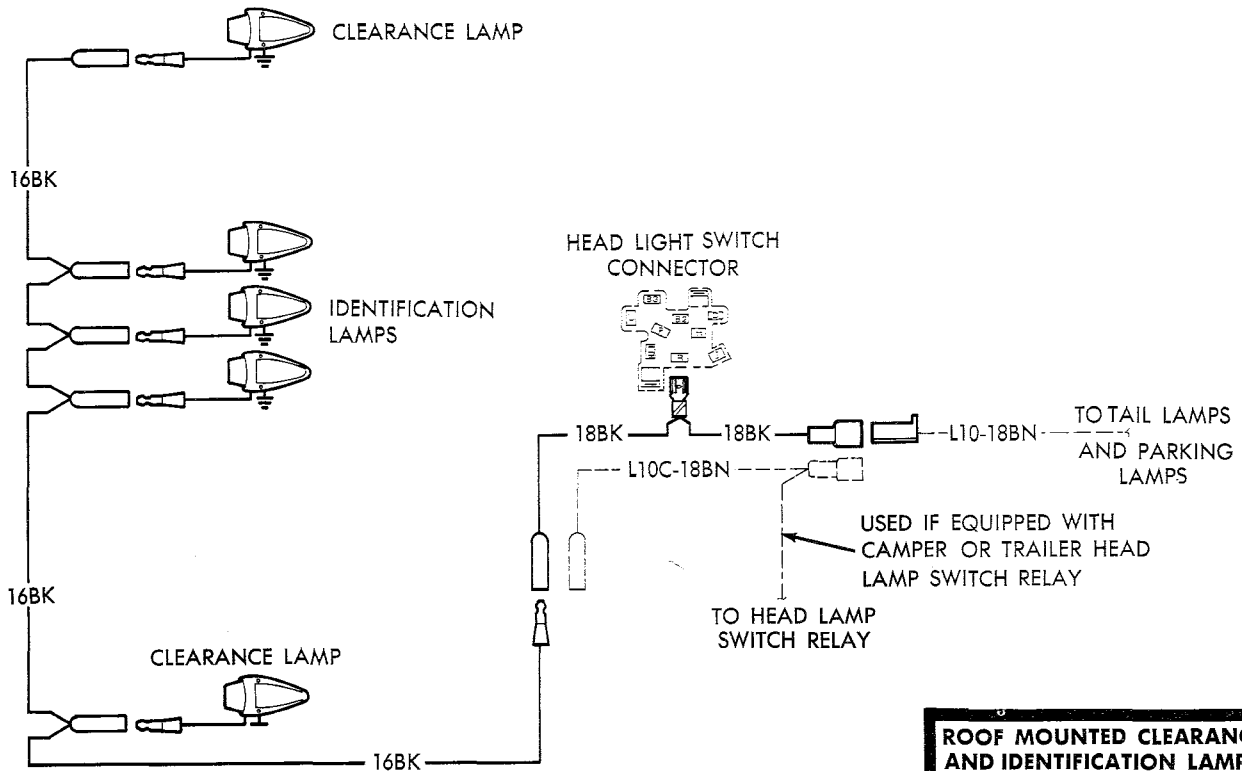 CLEARANCE LAMP
16BK
IDENTIFICATION
LAMPS
HEAD LIGHT SWITCH
CONNECTOR
18BK
18BK
L10-18BN
TO TAIL LAMPS
AND PARKING
LAMPS
L10C-18BN
USED IF EQUIPPED WITH
CAMPER OR TRAILER HEAD
LAMP SWITCH RELAY
TO HEAD LAMP
SWITCH RELAY
16BK
CLEARANCE LAMP
16BK
ROOF MOUNTED CLEARANC
AND IDENTIFICATION LAMP